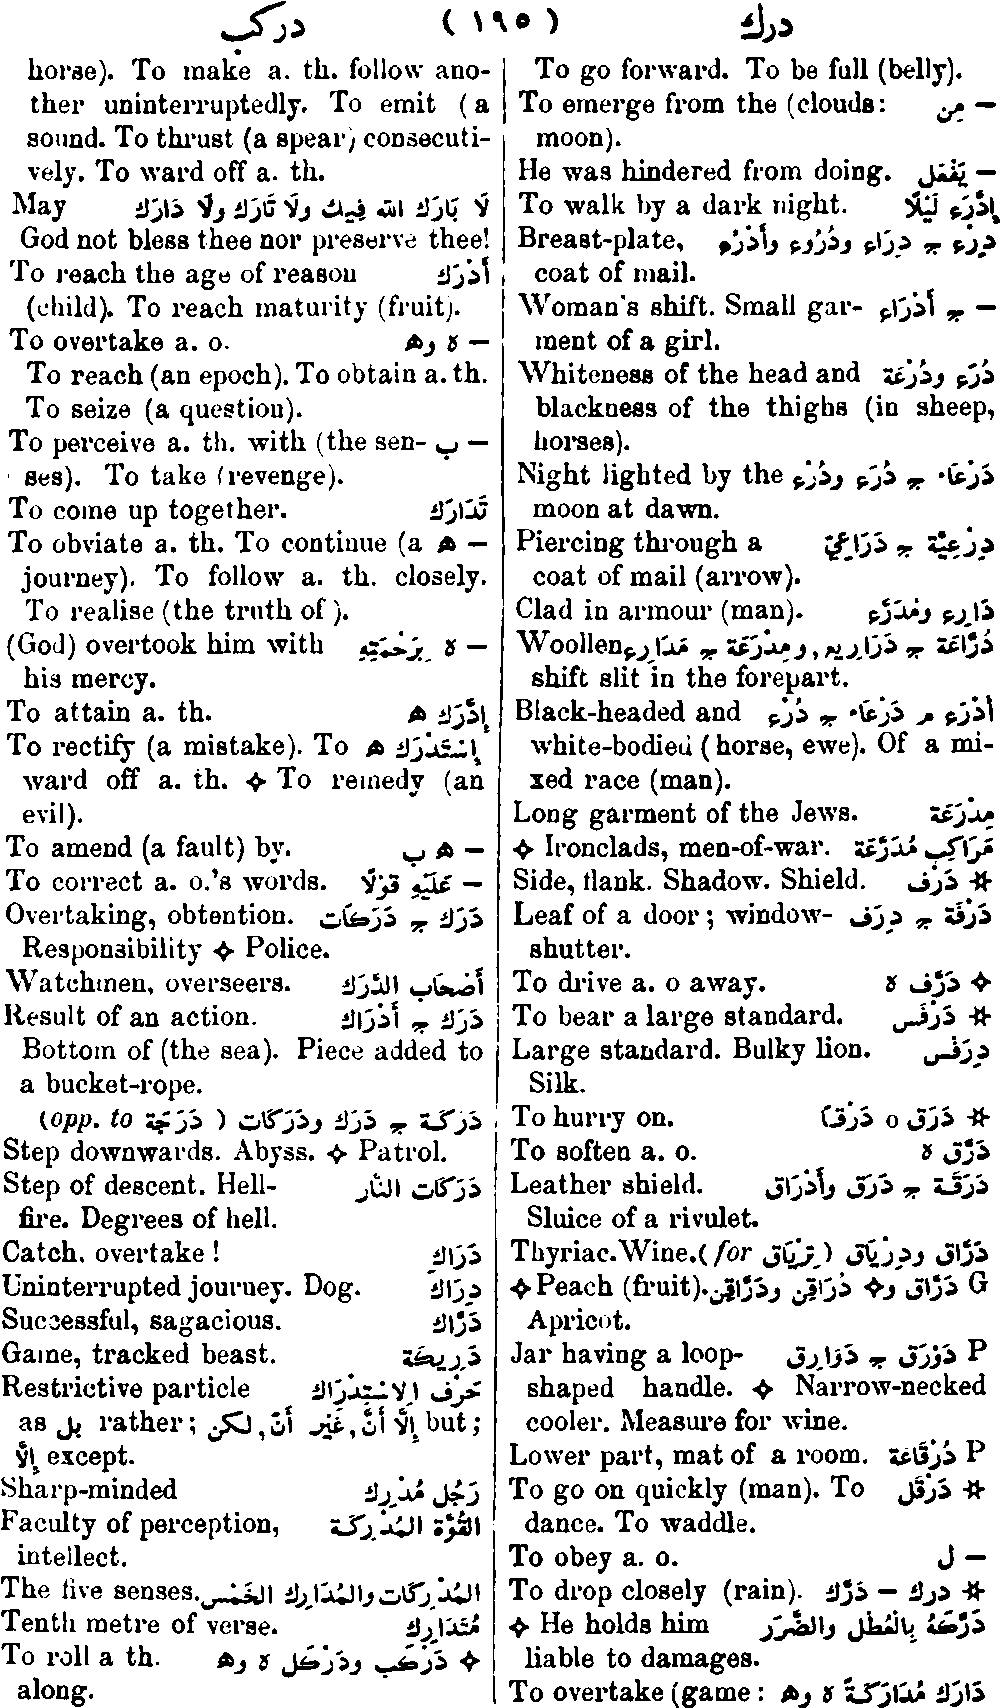 دركب ( ١٩٥ ) درك
To go forward. To be full (belly).
To emerge from the (clouds: مِن —
moon).
He was hindered from doing. يَفْعَل —
To walk by a dark night. إِدَّرَع لَيْلًا
Breast-plate, دِرْع ج دِرَاع ودُرُوع وأَدْرُع
coat of mail.
Woman's shift. Small gar- أَدْرَاع ج —
ment of a girl.
Whiteness of the head and دَرَع ودُرْعَة
blackness of the thighs (in sheep,
horses).
Night lighted by the دَرْعَاء ج دُرَع ودُرْع
moon at dawn.
Piercing through a دِرْعِيَّة ج دَرَاعِيّ
coat of mail (arrow).
Clad in armour (man). دَارِع ومُدَرَّع
Woollen دُرَّاعَة ج دَرَارِيع, ومِدْرَعَة ج مَدَارِع
shift slit in the forepart.
Black-headed and أَدْرَع م دَرْعَاء ج دُرْع
white-bodied (horse, ewe). Of a mi-
xed race (man).
Long garment of the Jews. مِدْرَعَة
❖ Ironclads, men-of-war. مَرَاكِب مُدَرَّعَة
Side, flank. Shadow. Shield. دَرْف ✡
Leaf of a door; window- دَرْفَة ج دِرَف
shutter.
To drive a. o away. دَرَّف ه ❖
To bear a large standard. دَرْفَس ✡
Large standard. Bulky lion. دِرَفْس
Silk.
To hurry on. دَرَق o دَرْقًا ✡
To soften a. o. دَرَّق ه
Leather shield. دَرَقَة ج دَرَق وأَدْرَاق
Sluice of a rivulet.
Thyriac. Wine. (for تِرْيَاق) دَرَّاق ودِرْيَاق
❖ Peach (fruit). دَرَّاق و❖ دُرَاقِن ودُرَّاقِن G
Apricot.
Jar having a loop- دَوْرَق ج دَوَارِق P
shaped handle. ❖ Narrow-necked
cooler. Measure for wine.
Lower part, mat of a room. دُرْقَاعَة P
To go on quickly (man). To دَرْقَل ✡
dance. To waddle.
To obey a. o. ل —
To drop closely (rain). درك — دَرَّك ✡
❖ He holds him دَرَّكَهُ بِالْعُطْل والضَّرَر
liable to damages.
To overtake (game: دَارَك مُدَارَكَةً ه وه
horse). To make a. th. follow ano-
ther uninterruptedly. To emit (a
sound. To thrust (a spear) consecuti-
vely. To ward off a. th.
May لَا بَارَك الله فِيك ولَا تَارَك ولَا دَارَك
God not bless thee nor preserve thee!
To reach the age of reason أَدْرَك
(child). To reach maturity (fruit).
To overtake a. o. ه وه —
To reach (an epoch). To obtain a. th.
To seize (a question).
To perceive a. th. with (the sen- ب —
ses). To take (revenge).
To come up together. تَدَارَك
To obviate a. th. To continue (a ه —
journey). To follow a. th. closely.
To realise (the truth of).
(God) overtook him with ه بِرَحْمَتِهِ —
his mercy.
To attain a. th. إِدَّرَك ه
To rectify (a mistake). To إِسْتَدْرَك ه
ward off a. th. ❖ To remedy (an
evil).
To amend (a fault) by. ه ب —
To correct a. o.'s words. عَلَيْهِ قَوْلًا —
Overtaking, obtention. دَرَك ج دَرَكَات
Responsibility ❖ Police.
Watchmen, overseers. أَصْحَاب الدَّرَك
Result of an action. دَرَك ج أَدْرَاك
Bottom of (the sea). Piece added to
a bucket-rope.
(opp. to دَرَجَة) دَرَكَة ج دَرَك ودَرَكَات
Step downwards. Abyss. ❖ Patrol.
Step of descent. Hell- دَرَكَات النَّار
fire. Degrees of hell.
Catch, overtake! دَرَاكِ
Uninterrupted journey. Dog. دِرَاك
Successful, sagacious. دَرَّاك
Game, tracked beast. دَرِيكَة
Restrictive particle حَرْف الِاسْتِدْرَاك
as بل rather; إِلَّا أَنَّ, غَيْر أَنَّ, لكن but;
إِلَّا except.
Sharp-minded رَجُل مُدْرِك
Faculty of perception, القُوَّة المُدْرِكَة
intellect.
The five senses. المُدْرِكَات والمَدَارِك الخَمْس
Tenth metre of verse. مُتَدَارِك
To roll a th. دَرْكَب ودَرْكَل ه وه ❖
along.